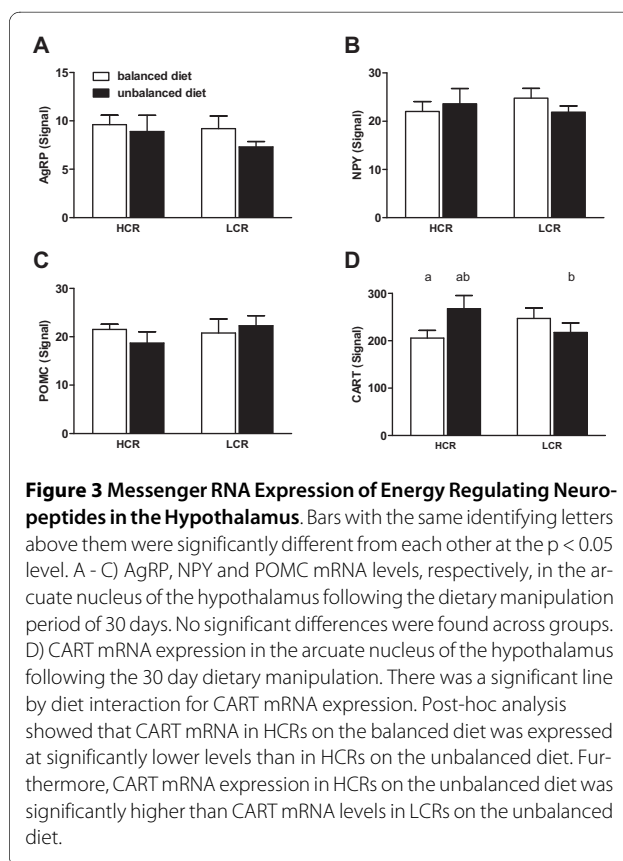 A
B
15
balanced diet
unbalanced diet
10
5
0
AgRP (Signal)
HCR
LCR
30
20
10
0
NPY (Signal)
HCR
LCR
C
D
30
20
10
0
POMC (Signal)
HCR
LCR
a
ab
b
300
200
100
0
CART (Signal)
HCR
LCR
Figure 3 Messenger RNA Expression of Energy Regulating Neuro-
peptides in the Hypothalamus. Bars with the same identifying letters
above them were significantly different from each other at the p < 0.05
level. A - C) AgRP, NPY and POMC mRNA levels, respectively, in the ar-
cuate nucleus of the hypothalamus following the dietary manipulation
period of 30 days. No significant differences were found across groups.
D) CART mRNA expression in the arcuate nucleus of the hypothalamus
following the 30 day dietary manipulation. There was a significant line
by diet interaction for CART mRNA expression. Post-hoc analysis
showed that CART mRNA in HCRs on the balanced diet was expressed
at significantly lower levels than in HCRs on the unbalanced diet. Fur-
thermore, CART mRNA expression in HCRs on the unbalanced diet was
significantly higher than CART mRNA levels in LCRs on the unbalanced
diet.